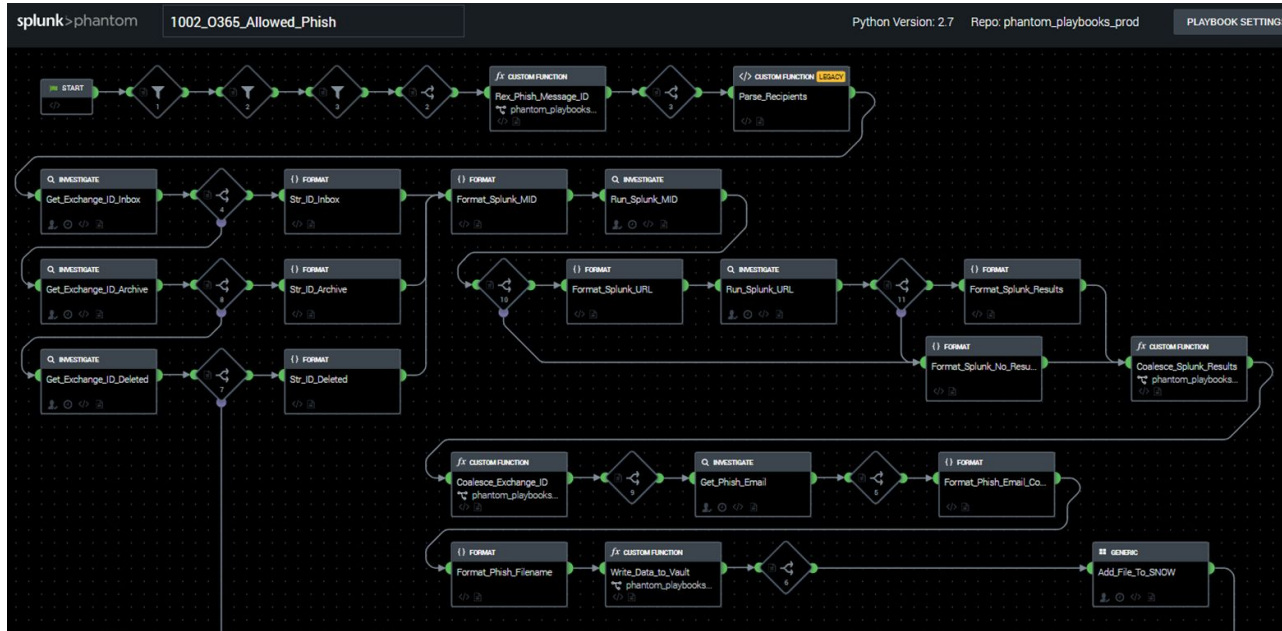 splunk>phantom
1002_O365_Allowed_Phish
Python Version: 2.7 Repo: phantom_playbooks_prod
PLAYBOOK SETTING
START
1
2
3
2
fx CUSTOM FUNCTION
Rex_Phish_Message_ID
phantom_playbooks...
3
</> CUSTOM FUNCTION LEGACY
Parse_Recipients
INVESTIGATE
Get_Exchange_ID_Inbox
4
{} FORMAT
Str_ID_Inbox
{} FORMAT
Format_Splunk_MID
INVESTIGATE
Run_Splunk_MID
INVESTIGATE
Get_Exchange_ID_Archive
8
{} FORMAT
Str_ID_Archive
10
{} FORMAT
Format_Splunk_URL
INVESTIGATE
Run_Splunk_URL
11
{} FORMAT
Format_Splunk_Results
INVESTIGATE
Get_Exchange_ID_Deleted
7
{} FORMAT
Str_ID_Deleted
{} FORMAT
Format_Splunk_No_Resu...
fx CUSTOM FUNCTION
Coalesce_Splunk_Results
phantom_playbooks...
fx CUSTOM FUNCTION
Coalesce_Exchange_ID
phantom_playbooks...
9
INVESTIGATE
Get_Phish_Email
5
{} FORMAT
Format_Phish_Email_Co...
{} FORMAT
Format_Phish_Filename
fx CUSTOM FUNCTION
Write_Data_to_Vault
phantom_playbooks...
6
GENERIC
Add_File_To_SNOW